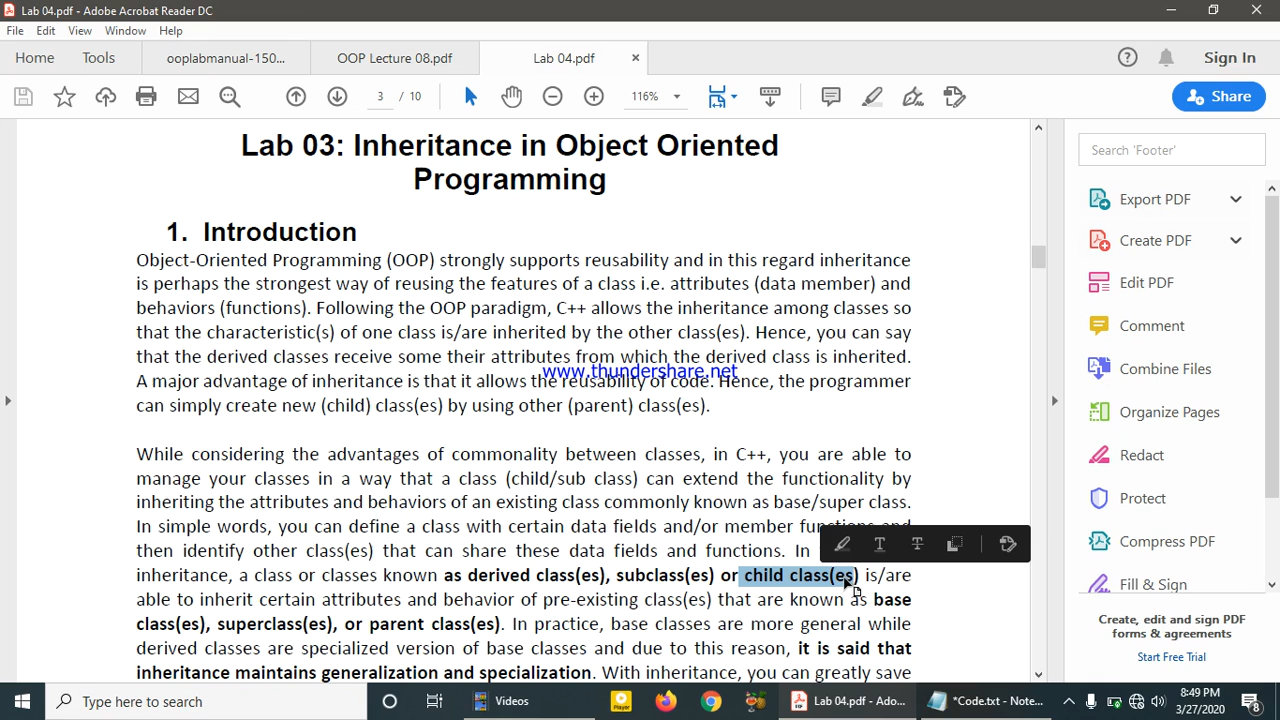 Lab 04.pdf - Adobe Acrobat Reader DC
File Edit View Window Help
Home Tools ooplabmanual-150... OOP Lecture 08.pdf Lab 04.pdf × Sign In
3 / 10 116% Share
Lab 03: Inheritance in Object Oriented
Programming
1. Introduction
Object-Oriented Programming (OOP) strongly supports reusability and in this regard inheritance
is perhaps the strongest way of reusing the features of a class i.e. attributes (data member) and
behaviors (functions). Following the OOP paradigm, C++ allows the inheritance among classes so
that the characteristic(s) of one class is/are inherited by the other class(es). Hence, you can say
that the derived classes receive some their attributes from which the derived class is inherited.
www.thundershare.net
A major advantage of inheritance is that it allows the reusability of code. Hence, the programmer
can simply create new (child) class(es) by using other (parent) class(es).
While considering the advantages of commonality between classes, in C++, you are able to
manage your classes in a way that a class (child/sub class) can extend the functionality by
inheriting the attributes and behaviors of an existing class commonly known as base/super class.
In simple words, you can define a class with certain data fields and/or member functions and
then identify other class(es) that can share these data fields and functions. In
inheritance, a class or classes known as derived class(es), subclass(es) or child class(es) is/are
able to inherit certain attributes and behavior of pre-existing class(es) that are known as base
class(es), superclass(es), or parent class(es). In practice, base classes are more general while
derived classes are specialized version of base classes and due to this reason, it is said that
inheritance maintains generalization and specialization. With inheritance, you can greatly save
Search 'Footer'
Export PDF
Create PDF
Edit PDF
Comment
Combine Files
Organize Pages
Redact
Protect
Compress PDF
Fill & Sign
Create, edit and sign PDF
forms & agreements
Start Free Trial
Type here to search Videos Player Lab 04.pdf - Ado... *Code.txt - Note... 8:49 PM
3/27/2020 8